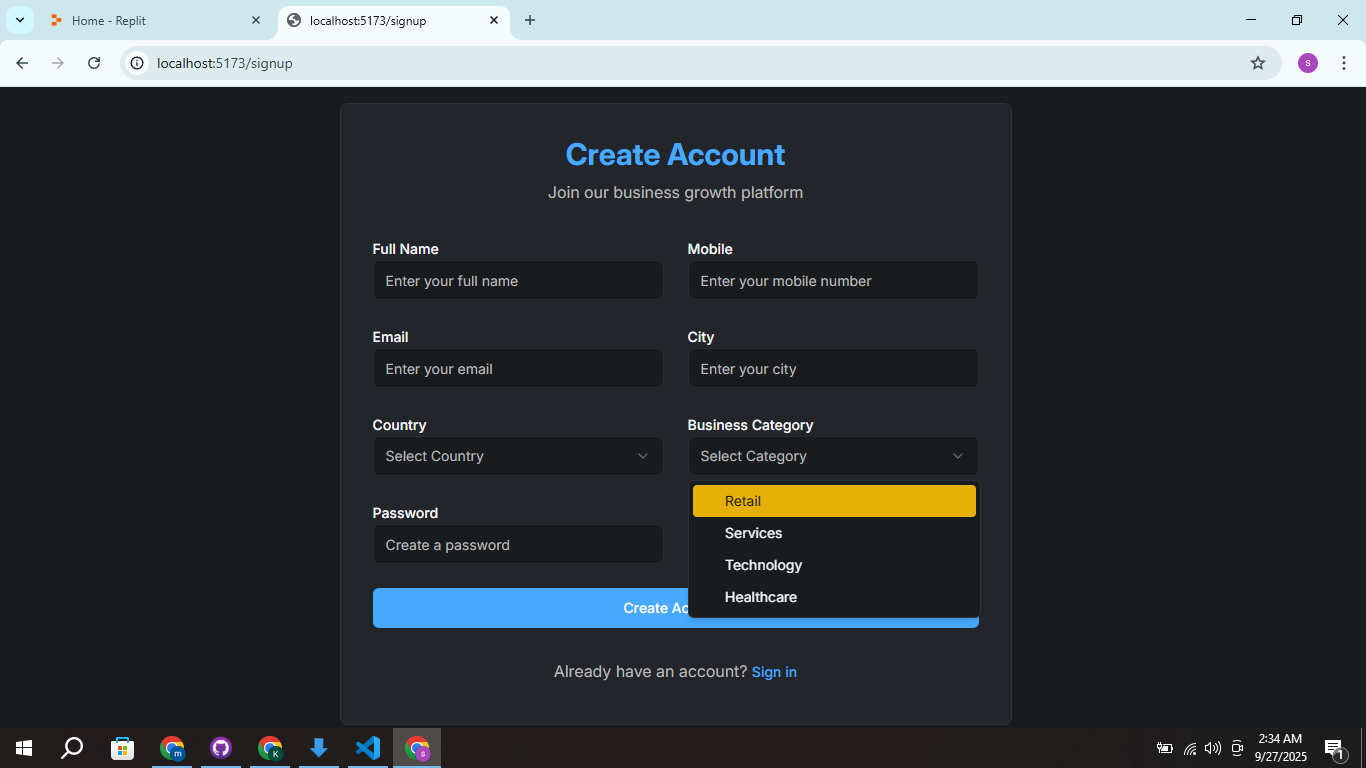 Home - Replit
localhost:5173/signup
localhost:5173/signup
s
Create Account
Join our business growth platform
Full Name
Mobile
Enter your full name
Enter your mobile number
Email
City
Enter your email
Enter your city
Country
Business Category
Select Country
Select Category
Retail
Password
Services
Create a password
Technology
Healthcare
Create Ac
Already have an account? Sign in
m
K
s
2:34 AM
9/27/2025
1